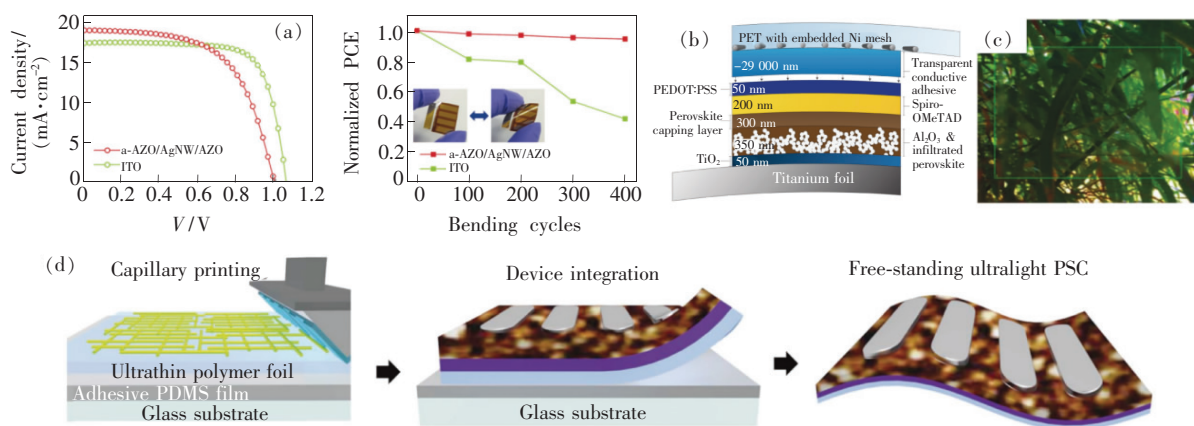 (a)
Current density/
(mA·cm⁻²)
20
15
10
5
0
a-AZO/AgNW/AZO
ITO
0 0.2 0.4 0.6 0.8 1.0 1.2
V/V
Normalized PCE
1.0
0.8
0.6
0.4
0.2
0
a-AZO/AgNW/AZO
ITO
0 100 200 300 400
Bending cycles
(b)
PET with embedded Ni mesh
~29 000 nm
Transparent
conductive
adhesive
PEDOT:PSS
50 nm
200 nm
Spiro-
OMeTAD
Perovskite
capping layer
300 nm
350 nm
Al₂O₃ &
infiltrated
perovskite
TiO₂
50 nm
Titanium foil
(c)
(d)
Capillary printing
Ultrathin polymer foil
Adhesive PDMS film
Glass substrate
Device integration
Glass substrate
Free-standing ultralight PSC